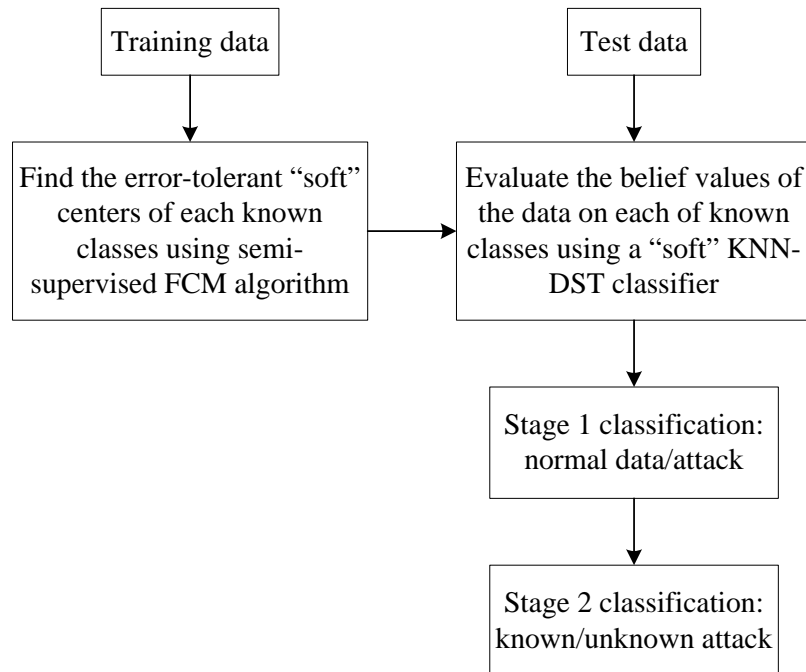 Training data
Test data
Find the error-tolerant “soft”
centers of each known
classes using semi-
supervised FCM algorithm
Evaluate the belief values of
the data on each of known
classes using a “soft” KNN-
DST classifier
Stage 1 classification:
normal data/attack
Stage 2 classification:
known/unknown attack